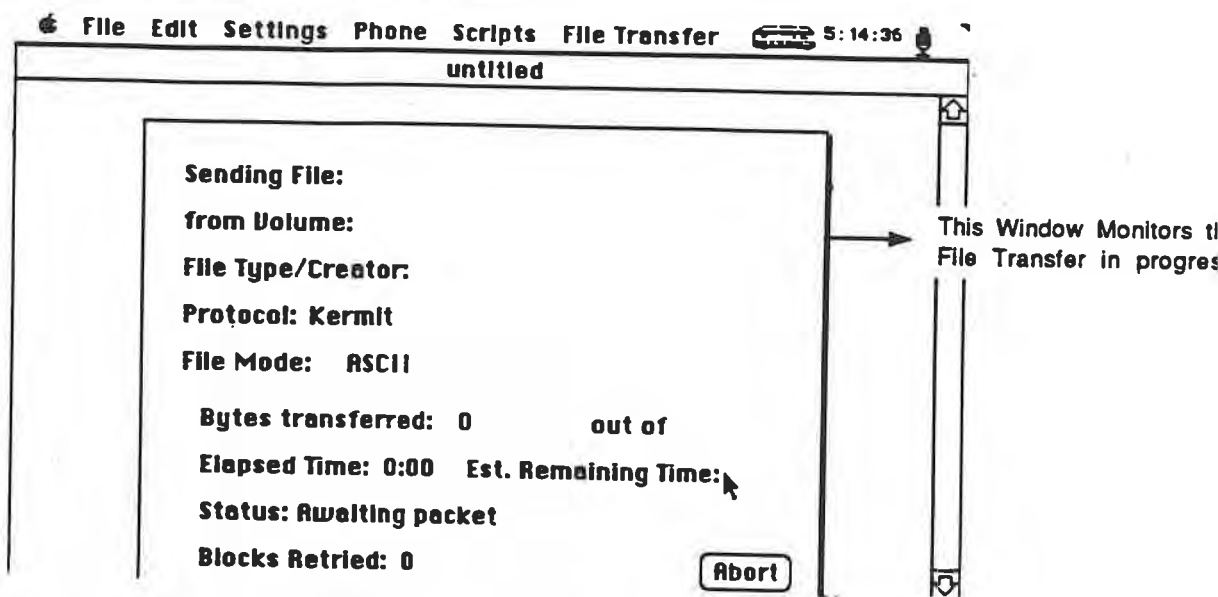 File Edit Settings Phone Scripts File Transfer 5:14:36
untitled
Sending File:
from Volume:
File Type/Creator:
Protocol: Kermit
File Mode: ASCII
Bytes transferred: 0 out of
Elapsed Time: 0:00 Est. Remaining Time:
Status: Awaiting packet
Blocks Retried: 0
Abort
This Window Monitors
File Transfer in